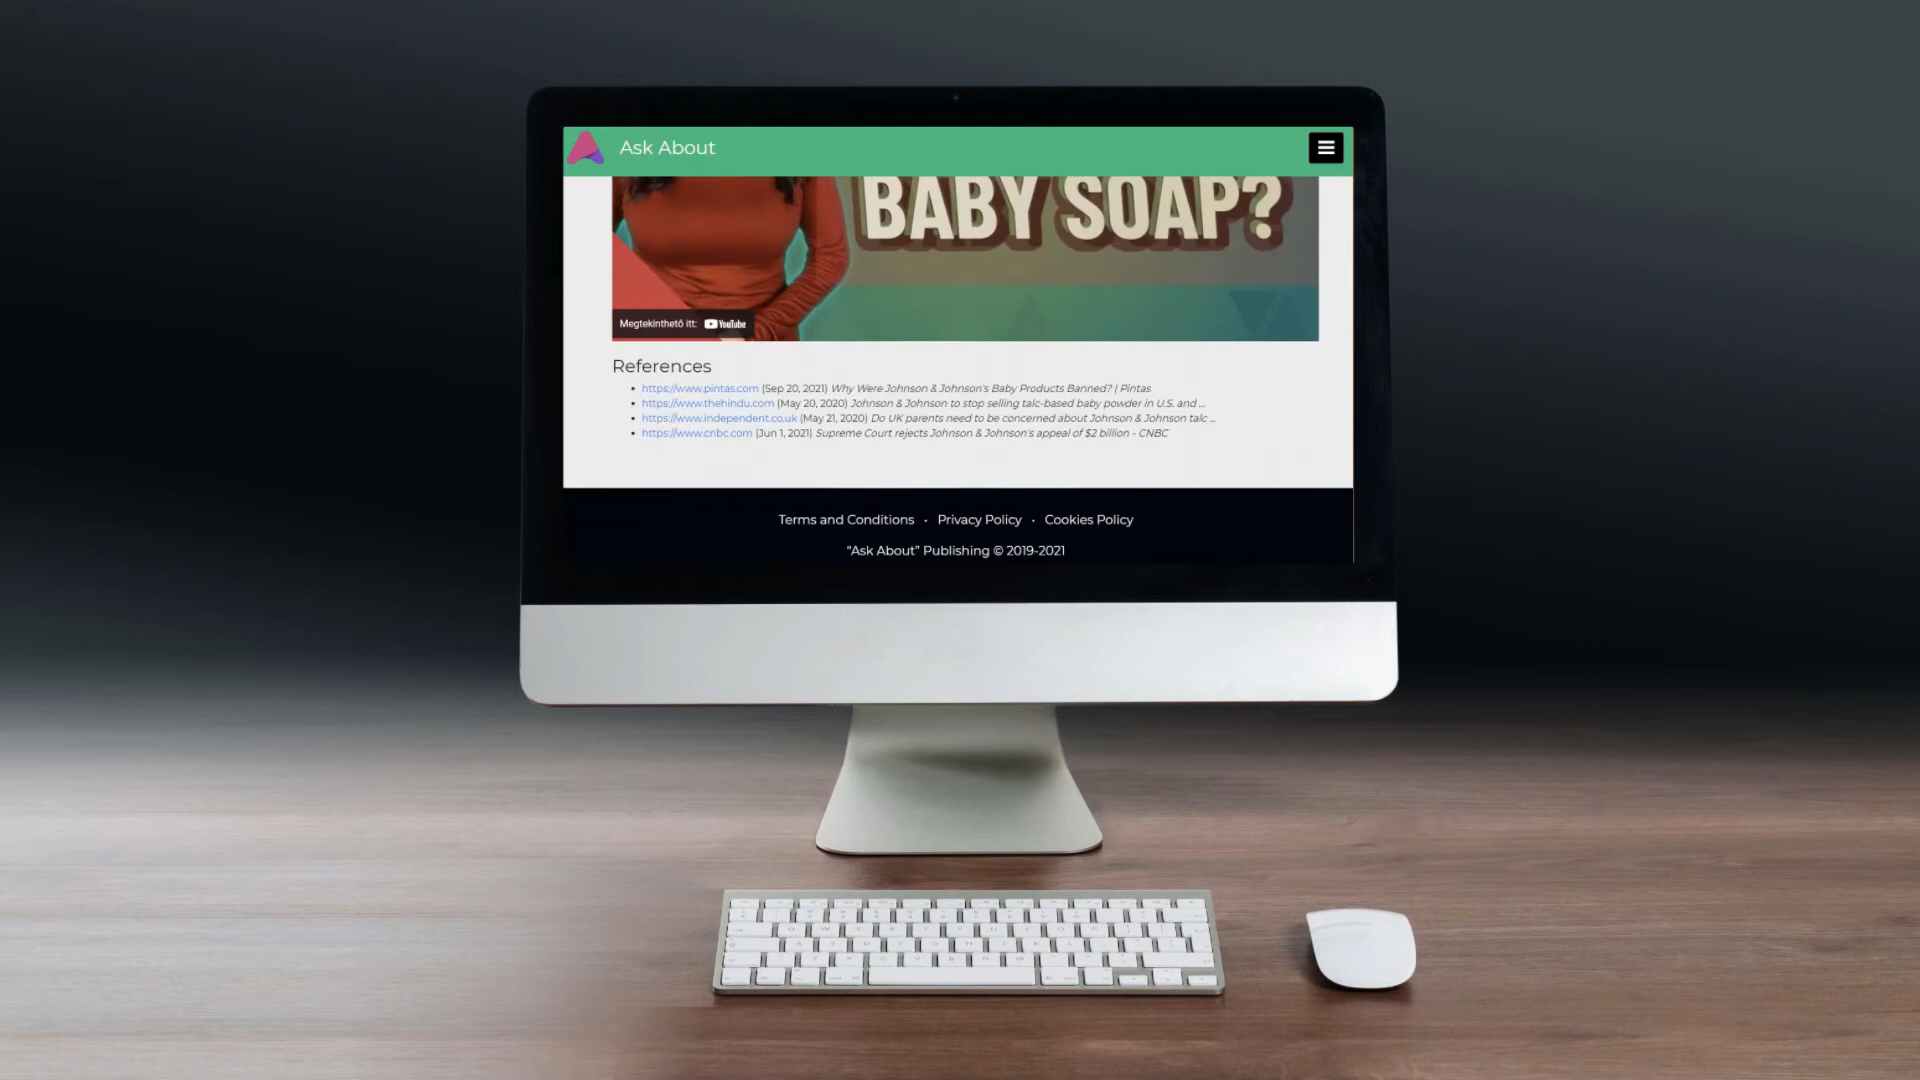 Ask About
BABY SOAP?
Megtekinthető itt: YouTube
References
https://www.pintas.com (Sep 20, 2021) Why Were Johnson & Johnson's Baby Products Banned? | Pintas
https://www.thehindu.com (May 20, 2020) Johnson & Johnson to stop selling talc-based baby powder in U.S. and ...
https://www.independent.co.uk (May 21, 2020) Do UK parents need to be concerned about Johnson & Johnson talc ...
https://www.cnbc.com (Jun 1, 2021) Supreme Court rejects Johnson & Johnson's appeal of $2 billion - CNBC
Terms and Conditions · Privacy Policy · Cookies Policy
“Ask About” Publishing © 2019-2021